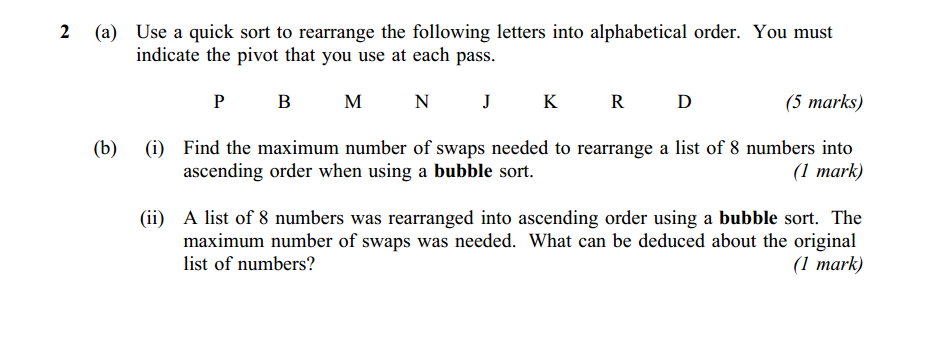 2 (a) Use a quick sort to rearrange the following letters into alphabetical order. You must
indicate the pivot that you use at each pass.
P B M N J K R D (5 marks)
(b) (i) Find the maximum number of swaps needed to rearrange a list of 8 numbers into
ascending order when using a bubble sort. (1 mark)
(ii) A list of 8 numbers was rearranged into ascending order using a bubble sort. The
maximum number of swaps was needed. What can be deduced about the original
list of numbers? (1 mark)